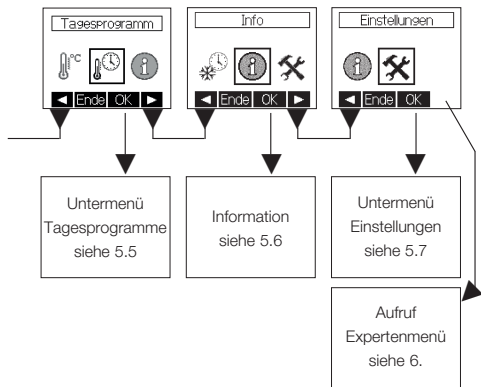 Tagesprogramm
Info
Einstellungen
°C
i
i
i
Ende OK
Ende OK
Ende OK
Untermenü
Tagesprogramme
siehe 5.5
Information
siehe 5.6
Untermenü
Einstellungen
siehe 5.7
Aufruf
Expertenmenü
siehe 6.